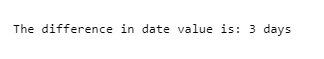 The difference in date value is: 3 days